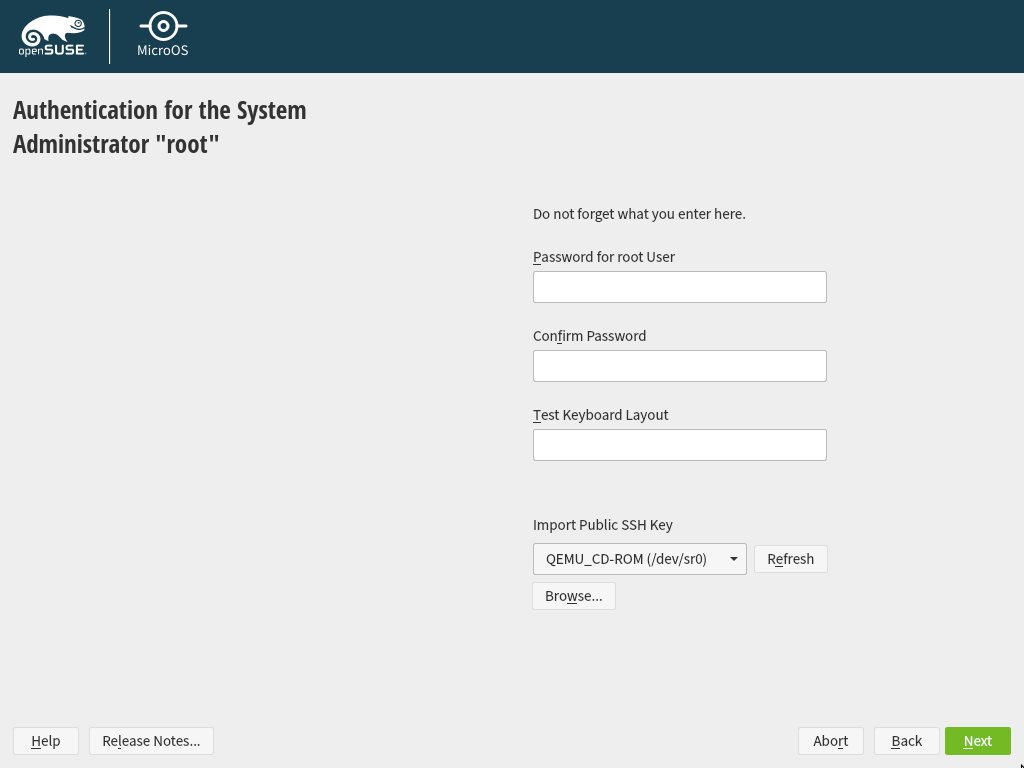 openSUSE
MicroOS
Authentication for the System
Administrator "root"
Do not forget what you enter here.
Password for root User
Confirm Password
Test Keyboard Layout
Import Public SSH Key
QEMU_CD-ROM (/dev/sr0)
Refresh
Browse...
Help
Release Notes...
Abort
Back
Next